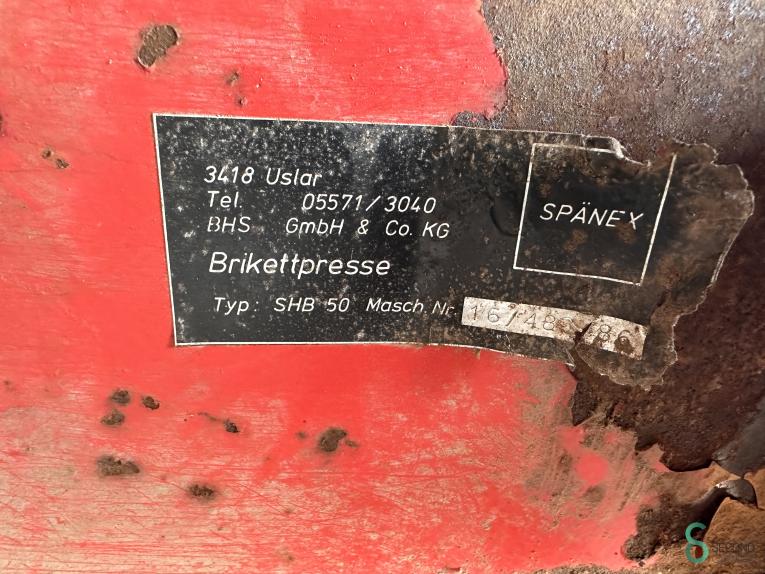 3418 Uslar
Tel. 05571/3040
BHS GmbH & Co. KG
SPÄNEX
Brikettpresse
Typ: SHB 50 Masch. Nr.